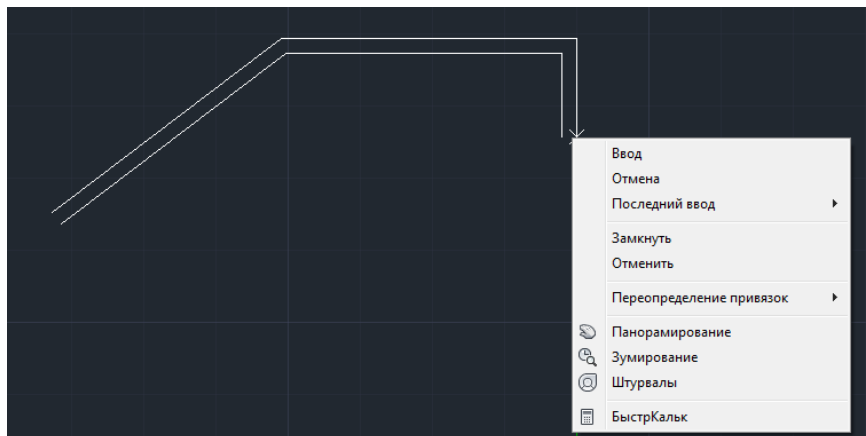 Ввод
Отмена
Последний ввод
Замкнуть
Отменить
Переопределение привязок
Панорамирование
Зумирование
Штурвалы
БыстрКальк